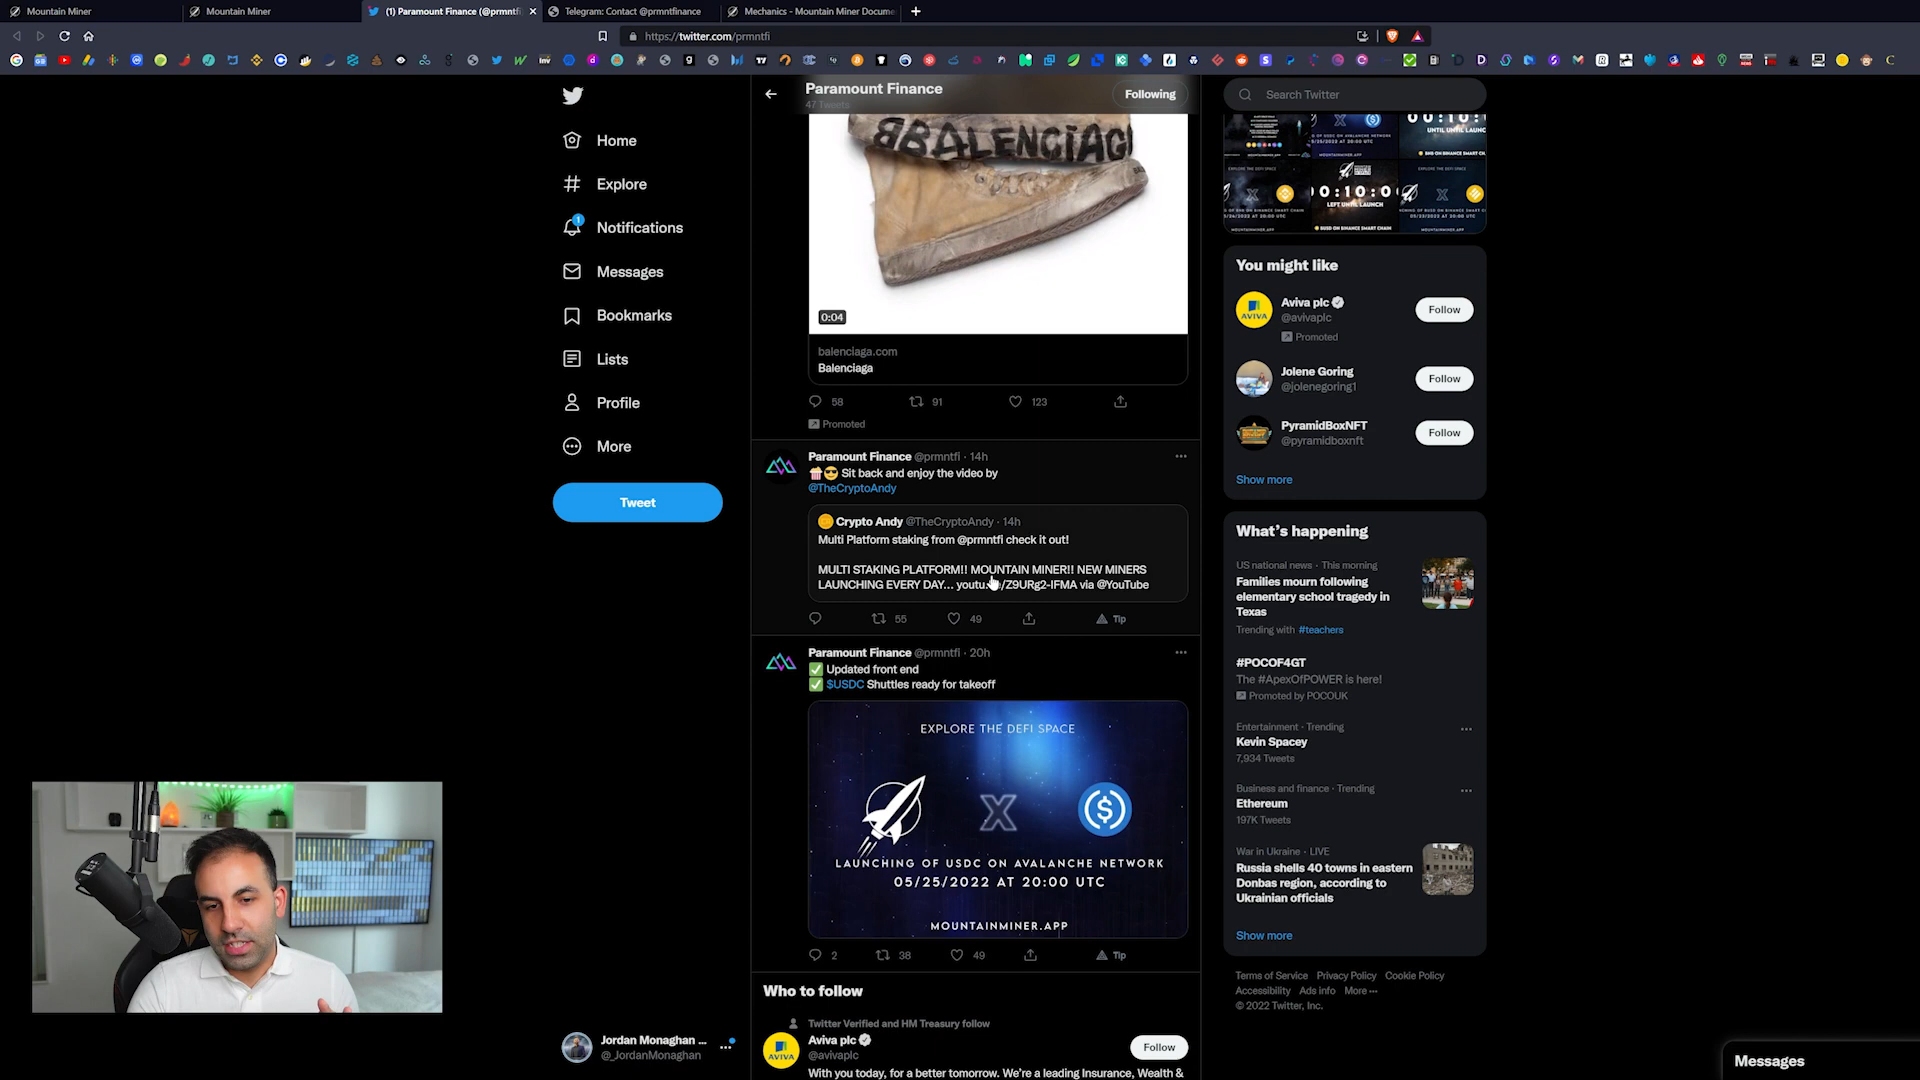 Mountain Miner
Mountain Miner
(1) Paramount Finance (@prmntfi
Telegram: Contact @prmntfinance
Mechanics - Mountain Miner Docume
https://twitter.com/prmntfi
Home
Explore
1
Notifications
Messages
Bookmarks
Lists
Profile
More
Tweet
Jordan Monaghan ...
@_JordanMonaghan
Paramount Finance
47 Tweets
Following
BBALENCIAGA
0:04
balenciaga.com
Balenciaga
58
91
123
Promoted
Paramount Finance @prmntfi · 14h
Sit back and enjoy the video by
@TheCryptoAndy
Crypto Andy @TheCryptoAndy · 14h
Multi Platform staking from @prmntfi check it out!
MULTI STAKING PLATFORM!! MOUNTAIN MINER!! NEW MINERS
LAUNCHING EVERY DAY... youtu.be/Z9URg2-IFMA via @YouTube
55
49
Tip
Paramount Finance @prmntfi · 20h
Updated front end
$USDC Shuttles ready for takeoff
EXPLORE THE DEFI SPACE
X
LAUNCHING OF USDC ON AVALANCHE NETWORK
05/25/2022 AT 20:00 UTC
MOUNTAINMINER.APP
2
38
49
Tip
Who to follow
Twitter Verified and HM Treasury follow
Aviva plc
@avivaplc
Follow
With you today, for a better tomorrow. We're a leading Insurance, Wealth &
Search Twitter
You might like
AVIVA
Aviva plc
@avivaplc
Promoted
Follow
Jolene Goring
@jolenegoring1
Follow
PyramidBoxNFT
@pyramidboxnft
Follow
Show more
What's happening
US national news · This morning
Families mourn following
elementary school tragedy in
Texas
Trending with #teachers
#POCOF4GT
The #ApexOfPOWER is here!
Promoted by POCOUK
Entertainment · Trending
Kevin Spacey
7,934 Tweets
Business and finance · Trending
Ethereum
197K Tweets
War in Ukraine · LIVE
Russia shells 40 towns in eastern
Donbas region, according to
Ukrainian officials
Show more
Terms of Service Privacy Policy Cookie Policy
Accessibility Ads info More ...
© 2022 Twitter, Inc.
Messages